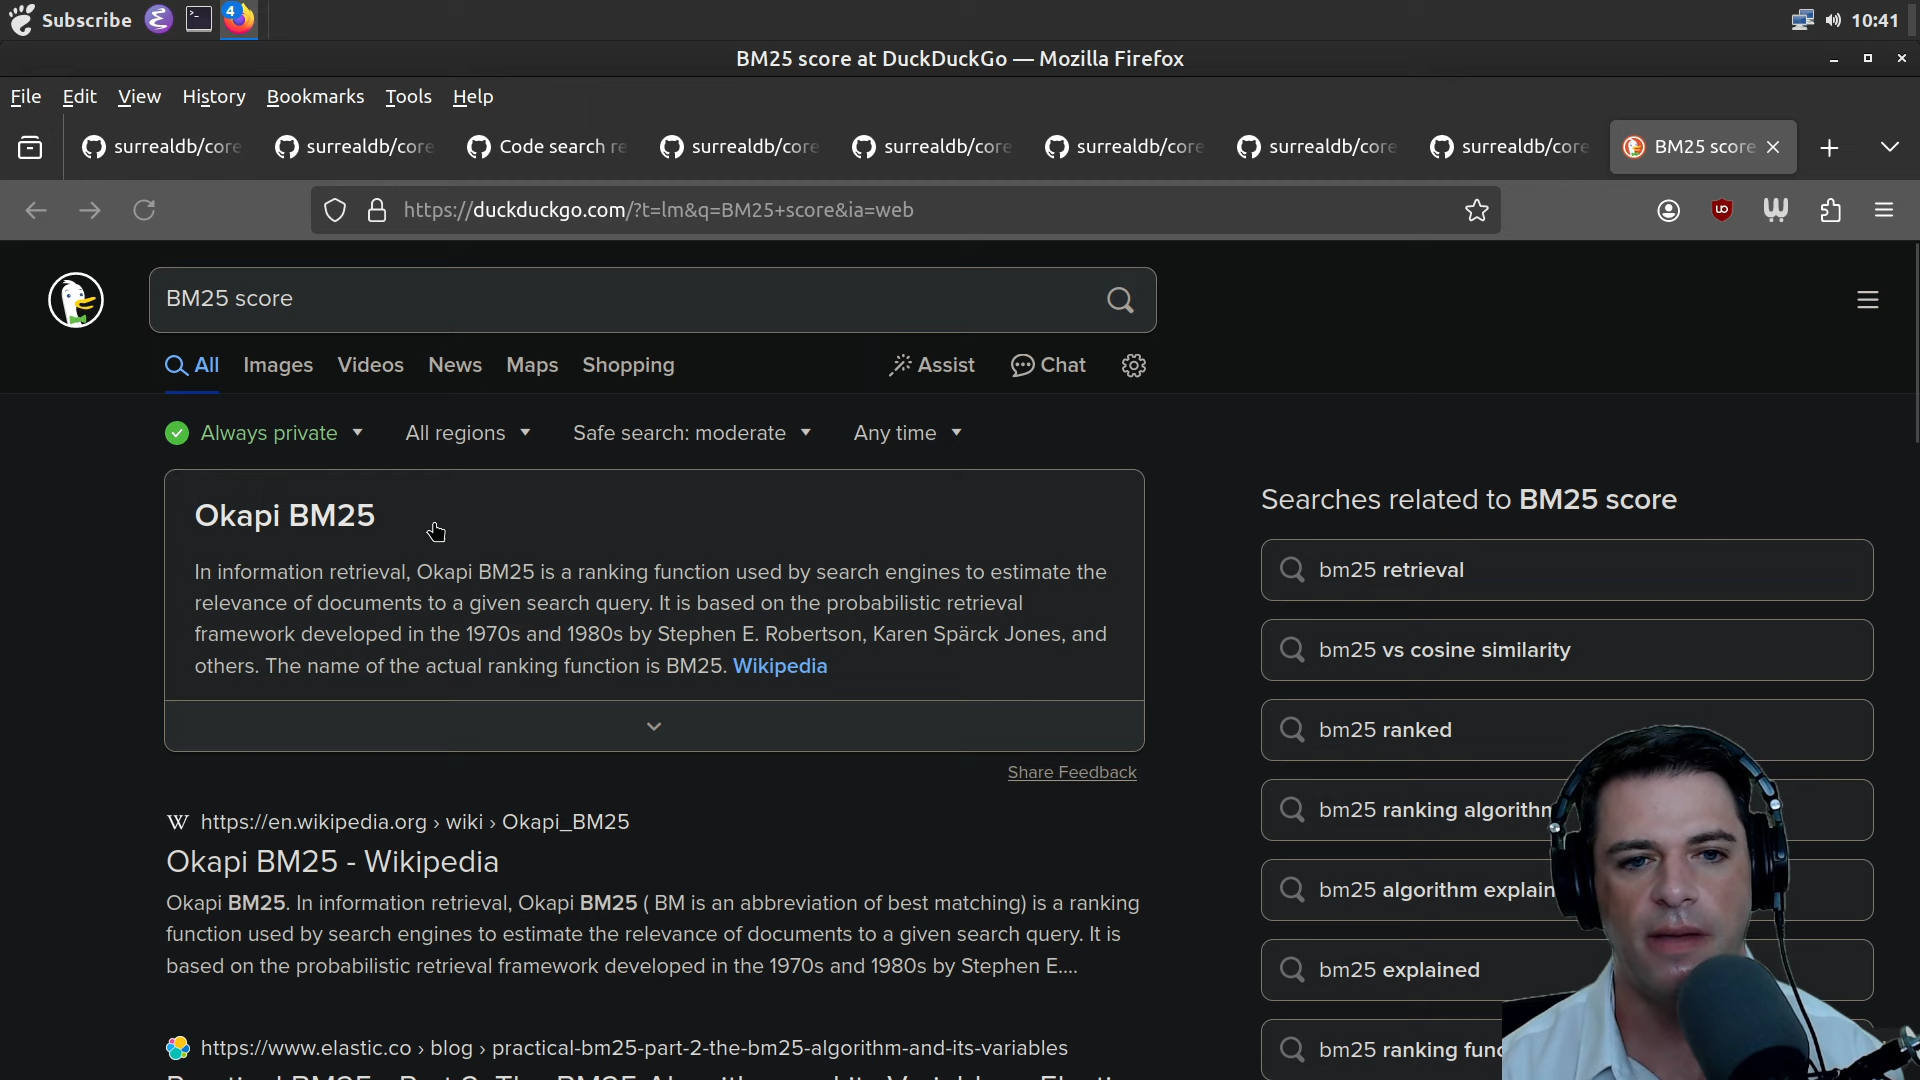 Subscribe
4
10:41
BM25 score at DuckDuckGo — Mozilla Firefox
File Edit View History Bookmarks Tools Help
surrealdb/core surrealdb/core Code search re surrealdb/core surrealdb/core surrealdb/core surrealdb/core surrealdb/core BM25 score
https://duckduckgo.com/?t=lm&q=BM25+score&ia=web
BM25 score
All Images Videos News Maps Shopping Assist Chat
Always private All regions Safe search: moderate Any time
Okapi BM25
In information retrieval, Okapi BM25 is a ranking function used by search engines to estimate the
relevance of documents to a given search query. It is based on the probabilistic retrieval
framework developed in the 1970s and 1980s by Stephen E. Robertson, Karen Spärck Jones, and
others. The name of the actual ranking function is BM25. Wikipedia
Share Feedback
W https://en.wikipedia.org › wiki › Okapi_BM25
Okapi BM25 - Wikipedia
Okapi BM25. In information retrieval, Okapi BM25 ( BM is an abbreviation of best matching) is a ranking
function used by search engines to estimate the relevance of documents to a given search query. It is
based on the probabilistic retrieval framework developed in the 1970s and 1980s by Stephen E....
https://www.elastic.co › blog › practical-bm25-part-2-the-bm25-algorithm-and-its-variables
Searches related to BM25 score
bm25 retrieval
bm25 vs cosine similarity
bm25 ranked
bm25 ranking algorithm
bm25 algorithm explain
bm25 explained
bm25 ranking func